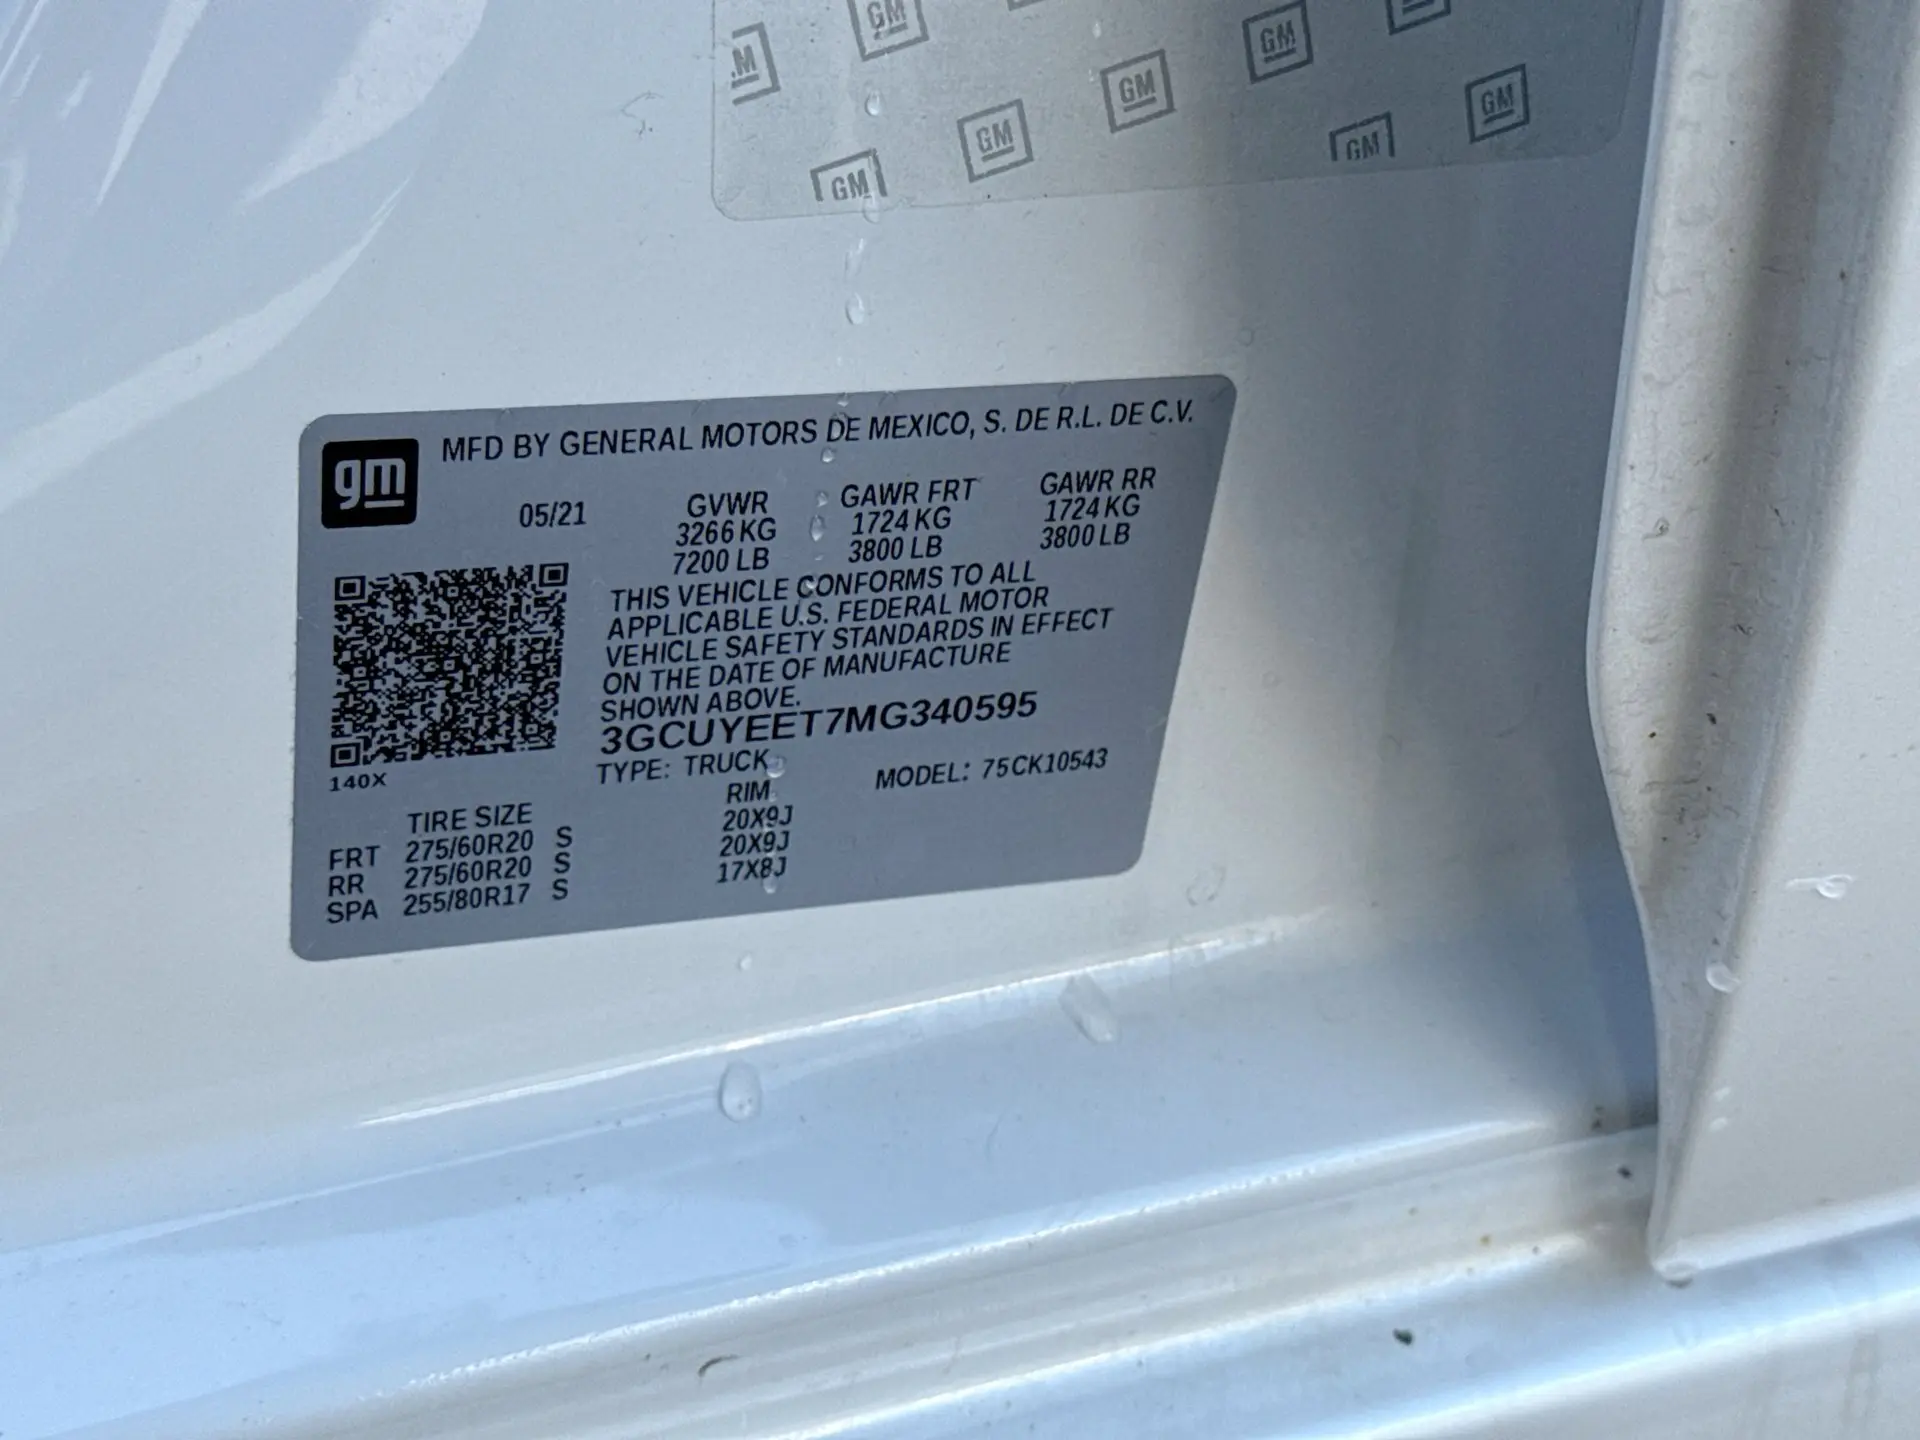 .M
GM
GM
GM
GM
GM
GM
GM
gm
MFD BY GENERAL MOTORS DE MEXICO, S. DE R.L. DE C.V.
05/21 GVWR GAWR FRT GAWR RR
3266 KG 1724 KG 1724 KG
7200 LB 3800 LB 3800 LB
THIS VEHICLE CONFORMS TO ALL
APPLICABLE U.S. FEDERAL MOTOR
VEHICLE SAFETY STANDARDS IN EFFECT
ON THE DATE OF MANUFACTURE
SHOWN ABOVE.
3GCUYEET7MG340595
140X
TYPE: TRUCK MODEL: 75CK10543
TIRE SIZE RIM
FRT 275/60R20 S 20X9J
RR 275/60R20 S 20X9J
SPA 255/80R17 S 17X8J